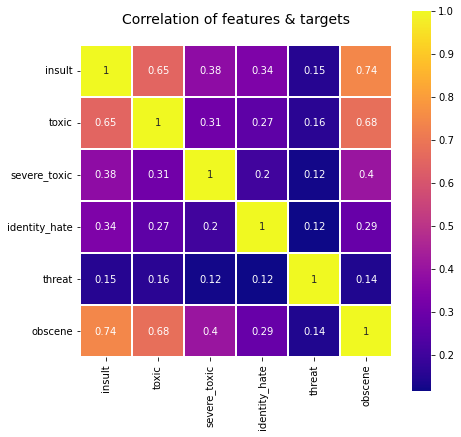 Correlation of features & targets
insult 1 0.65 0.38 0.34 0.15 0.74
toxic 0.65 1 0.31 0.27 0.16 0.68
severe_toxic 0.38 0.31 1 0.2 0.12 0.4
identity_hate 0.34 0.27 0.2 1 0.12 0.29
threat 0.15 0.16 0.12 0.12 1 0.14
obscene 0.74 0.68 0.4 0.29 0.14 1
insult toxic severe_toxic identity_hate threat obscene
1.0
0.9
0.8
0.7
0.6
0.5
0.4
0.3
0.2